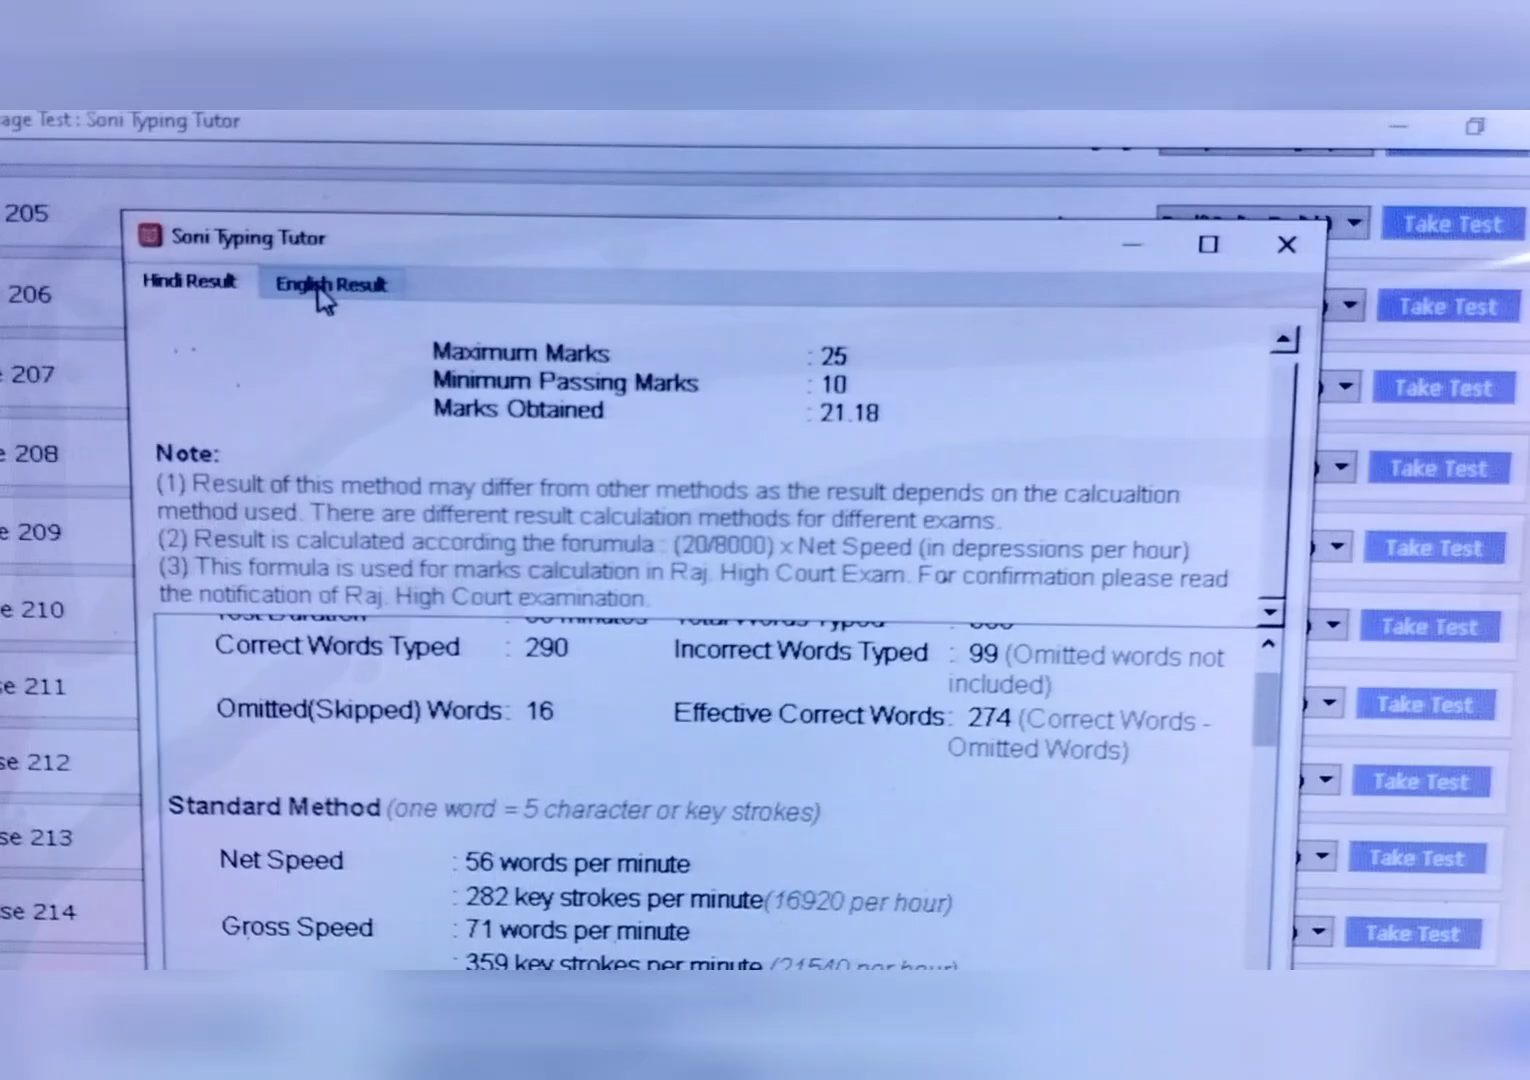 age Test : Soni Typing Tutor
205
206
207
e 208
e 209
e 210
se 211
se 212
se 213
se 214
Soni Typing Tutor
Hindi Result English Result
Maximum Marks : 25
Minimum Passing Marks : 10
Marks Obtained : 21.18
Note:
(1) Result of this method may differ from other methods as the result depends on the calcualtion
method used. There are different result calculation methods for different exams.
(2) Result is calculated according the forumula : (20/8000) x Net Speed (in depressions per hour)
(3) This formula is used for marks calculation in Raj. High Court Exam. For confirmation please read
the notification of Raj. High Court examination.
Correct Words Typed : 290 Incorrect Words Typed : 99 (Omitted words not
included)
Omitted(Skipped) Words: 16 Effective Correct Words: 274 (Correct Words -
Omitted Words)
Standard Method (one word = 5 character or key strokes)
Net Speed : 56 words per minute
: 282 key strokes per minute(16920 per hour)
Gross Speed : 71 words per minute
: 359 key strokes per minute (21540 per hour)
Take Test
Take Test
Take Test
Take Test
Take Test
Take Test
Take Test
Take Test
Take Test
Take Test